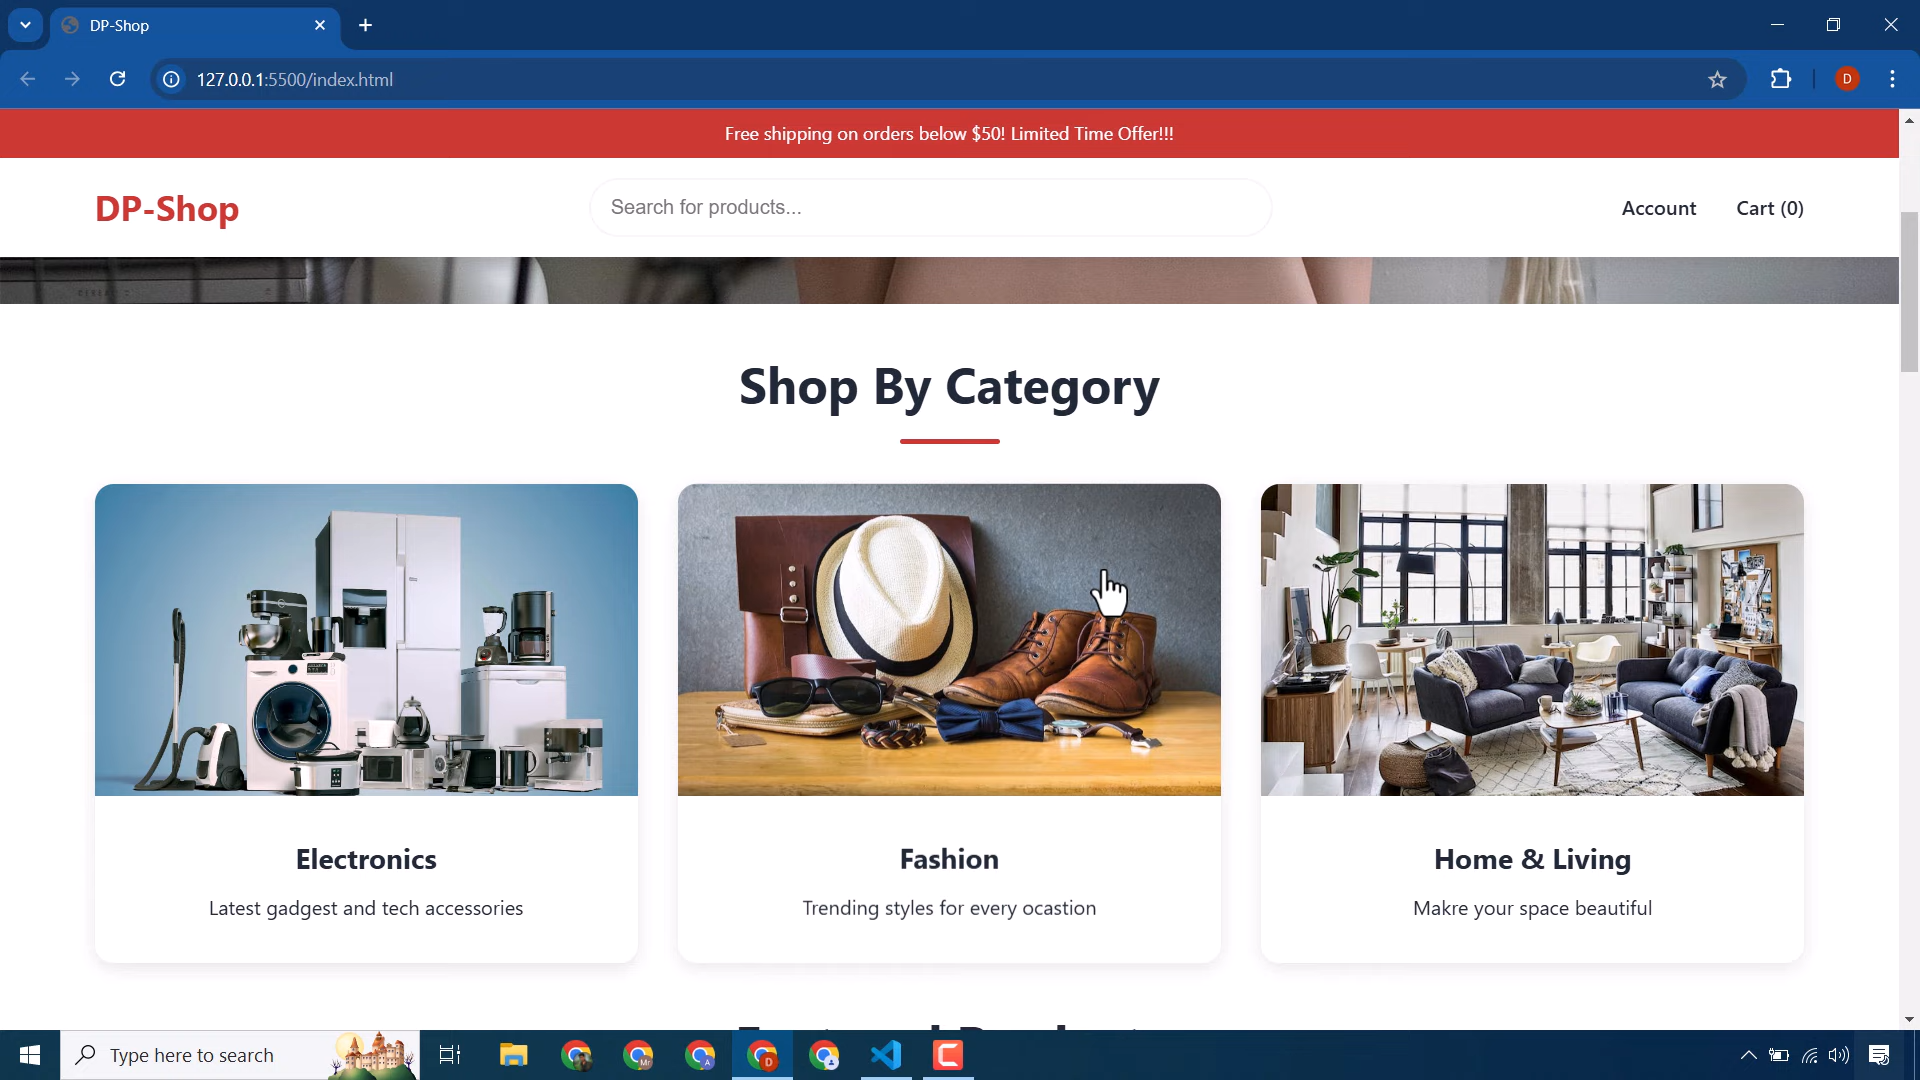 DP-Shop
127.0.0.1:5500/index.html
D
Free shipping on orders below $50! Limited Time Offer!!!
DP-Shop
Search for products...
Account
Cart (0)
Shop By Category
Electronics
Latest gadgest and tech accessories
Fashion
Trending styles for every ocastion
Home & Living
Makre your space beautiful
Type here to search
Mr
A
D